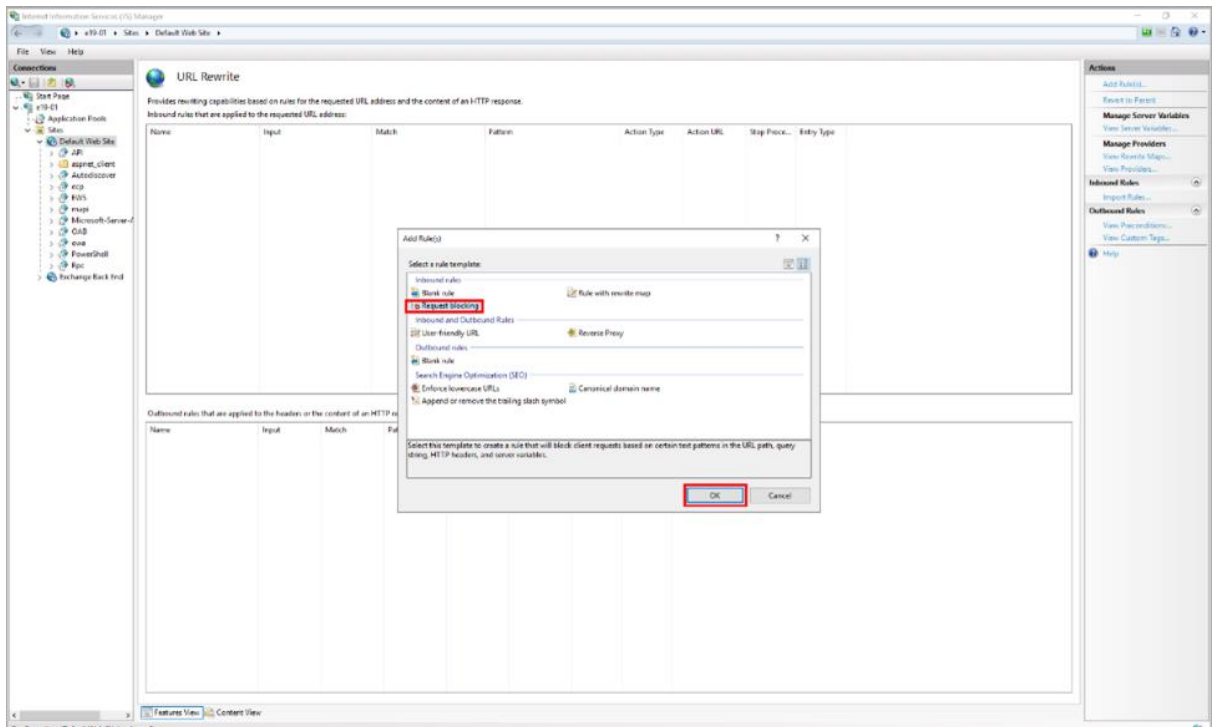 Internet Information Services (IIS) Manager
e19-01 Sites Default Web Site
File View Help
Connections
Start Page
e19-01
Application Pools
Sites
Default Web Site
API
aspnet_client
Autodiscover
ecp
EWS
mapi
Microsoft-Server-A
OAB
owa
PowerShell
Rpc
Exchange Back End
URL Rewrite
Provides rewriting capabilities based on rules for the requested URL address and the content of an HTTP response.
Inbound rules that are applied to the requested URL address:
Name Input Match Pattern Action Type Action URL Stop Proce... Entry Type
Add Rule(s)
Select a rule template:
Inbound rules
Blank rule Rule with rewrite map
Request blocking
Inbound and Outbound Rules
User-friendly URL Reverse Proxy
Outbound rules
Blank rule
Search Engine Optimization (SEO)
Enforce lowercase URLs Canonical domain name
Append or remove the trailing slash symbol
Select this template to create a rule that will block client requests based on certain text patterns in the URL path, query
string, HTTP headers, and server variables.
OK Cancel
Outbound rules that are applied to the headers or the content of an HTTP re
Name Input Match Pat
Features View Content View
Actions
Add Rule(s)...
Revert to Parent
Manage Server Variables
View Server Variables...
Manage Providers
View Rewrite Maps...
View Providers...
Inbound Rules
Import Rules...
Outbound Rules
View Preconditions...
View Custom Tags...
Help